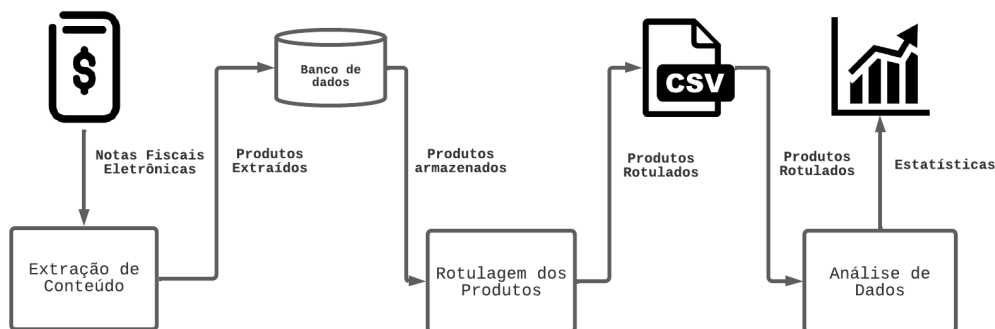 $
Banco de
dados
CSV
Notas Fiscais
Eletrônicas
Produtos
Extraídos
Produtos
armazenados
Produtos
Rotulados
Produtos
Rotulados
Estatísticas
Extração de
Conteúdo
Rotulagem dos
Produtos
Análise de
Dados